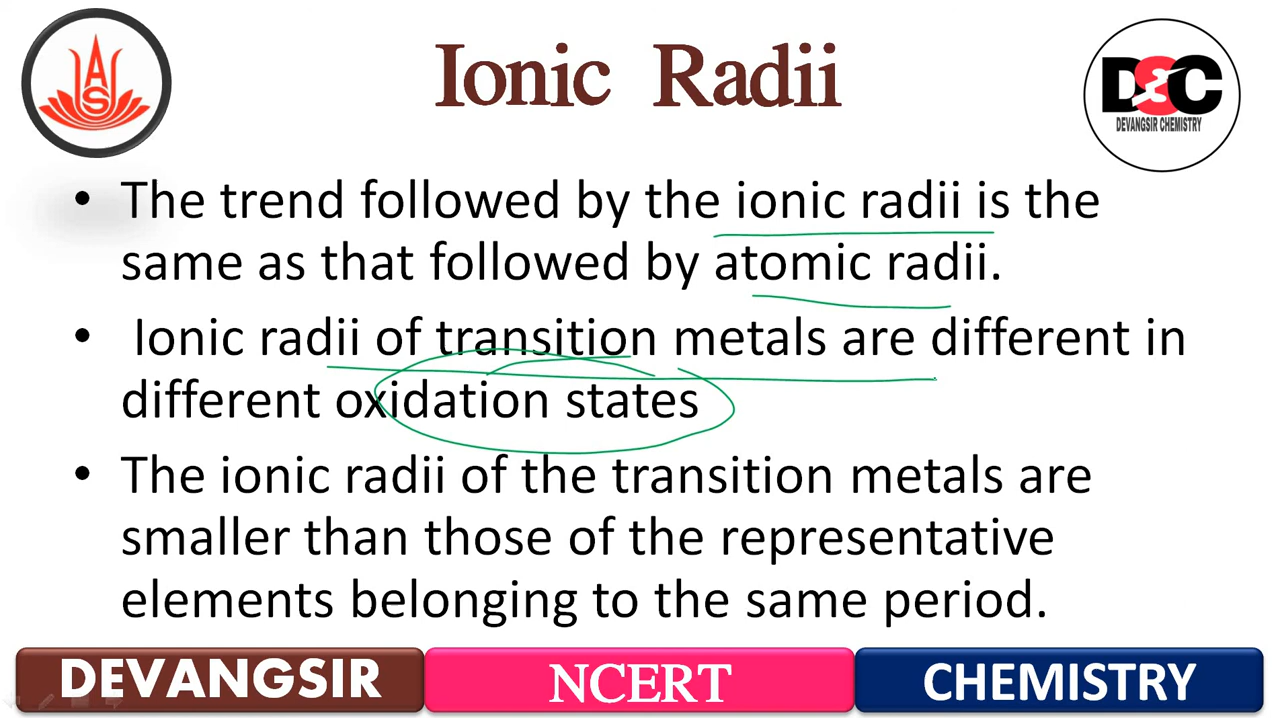 Ionic Radii
AS
DSC
DEVANGSIR CHEMISTRY
• The trend followed by the ionic radii is the
same as that followed by atomic radii.
• Ionic radii of transition metals are different in
different oxidation states
• The ionic radii of the transition metals are
smaller than those of the representative
elements belonging to the same period.
DEVANGSIR
NCERT
CHEMISTRY